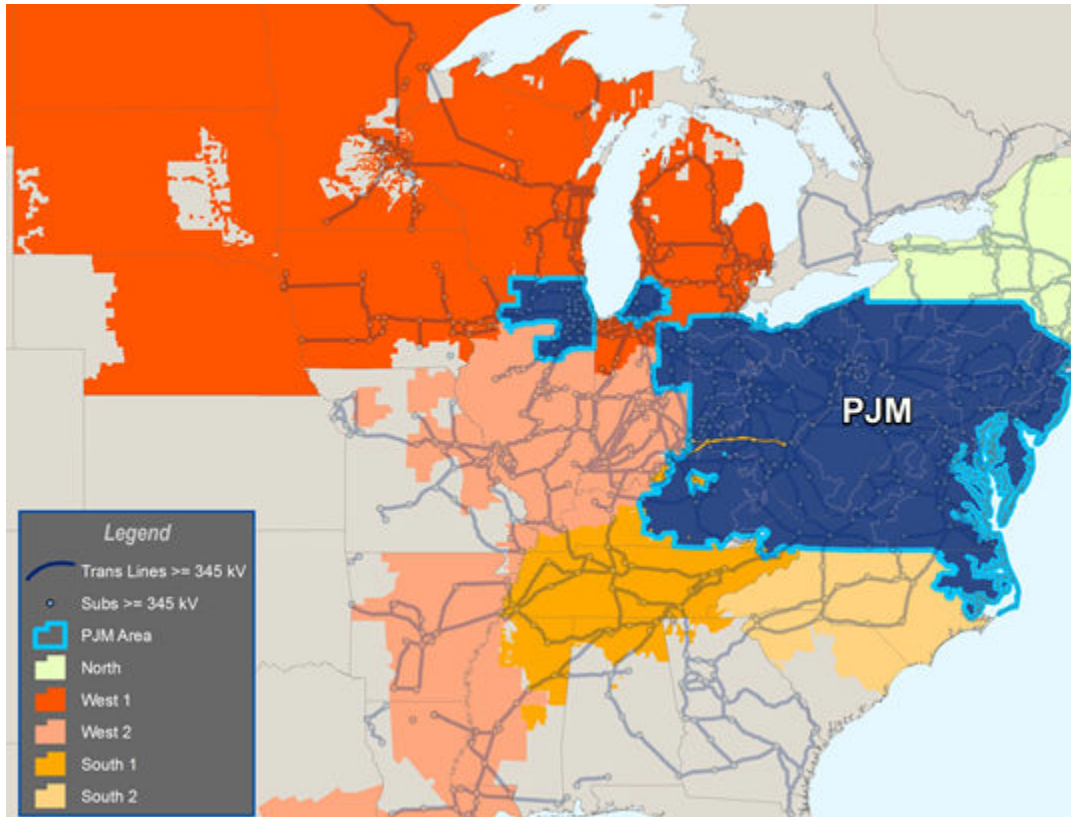 PJM
Legend
Trans Lines >= 345 kV
Subs >= 345 kV
PJM Area
North
West 1
West 2
South 1
South 2